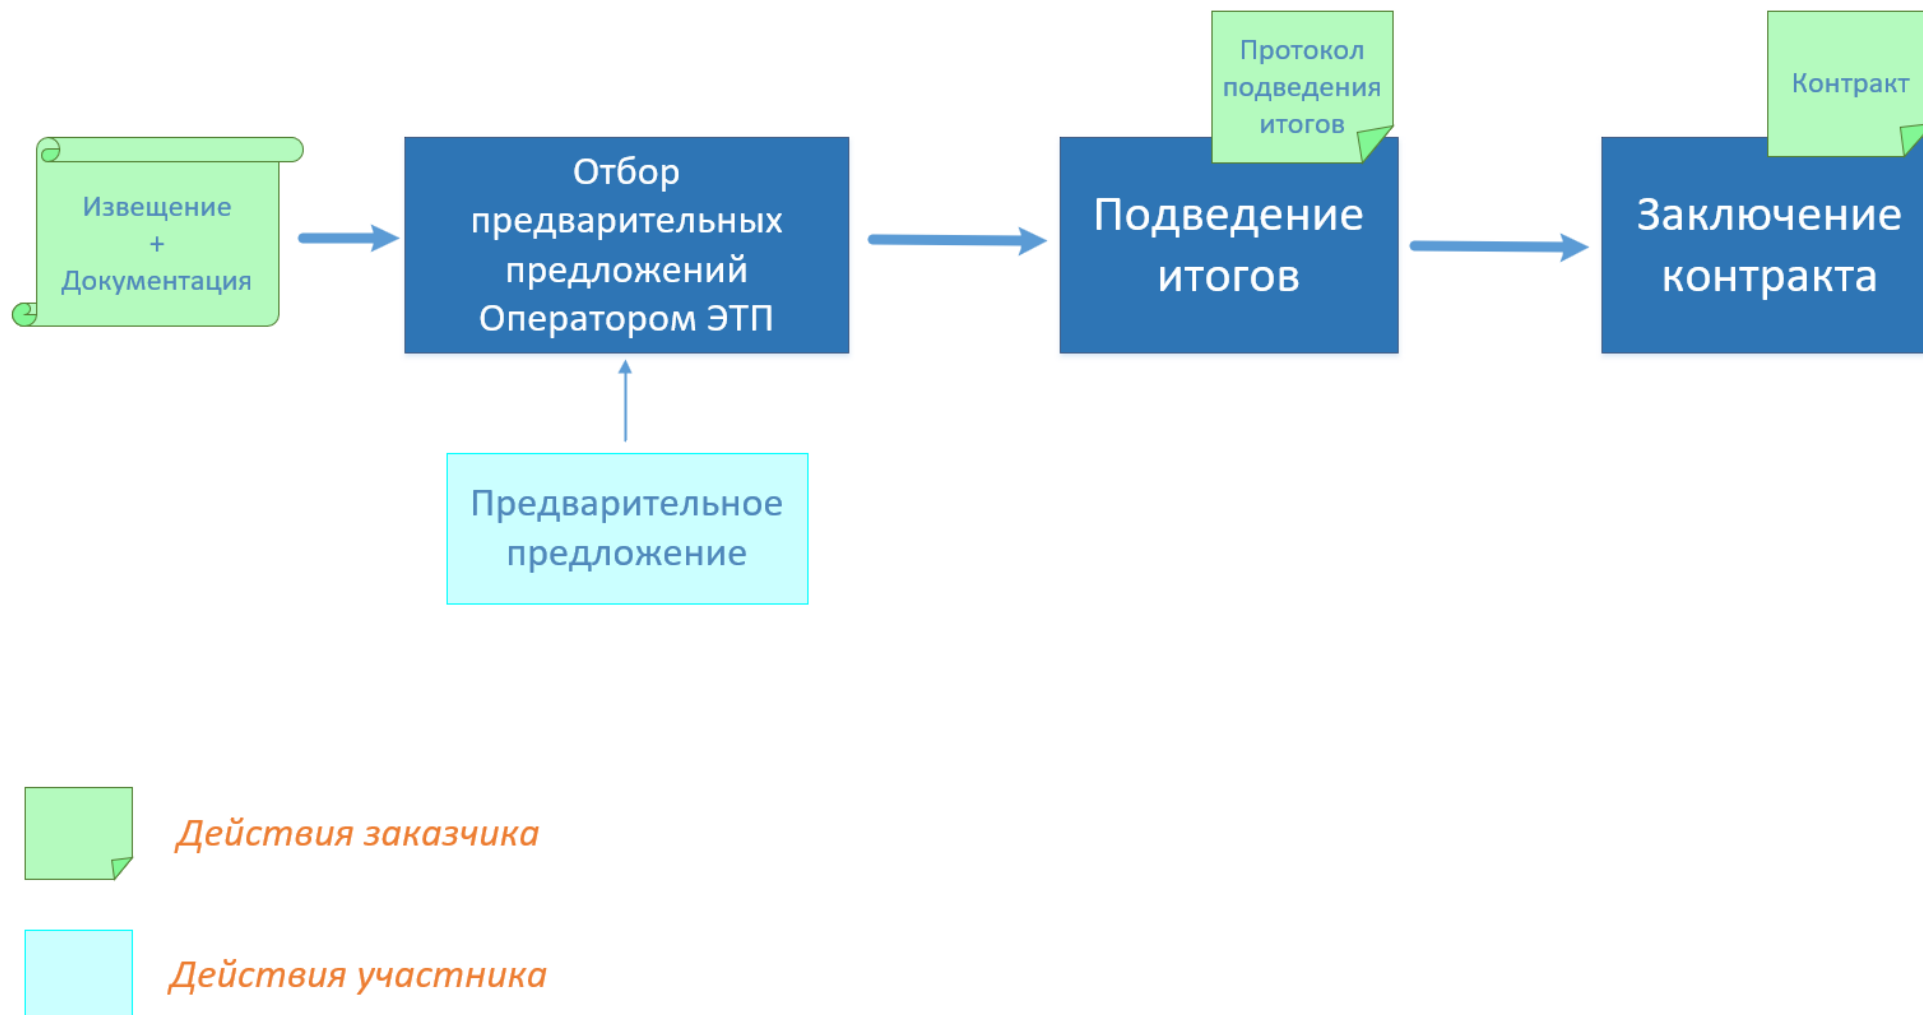 Протокол
подведения
итогов
Контракт
Извещение
+
Документация
Отбор
предварительных
предложений
Оператором ЭТП
Подведение
итогов
Заключение
контракта
Предварительное
предложение
Действия заказчика
Действия участника